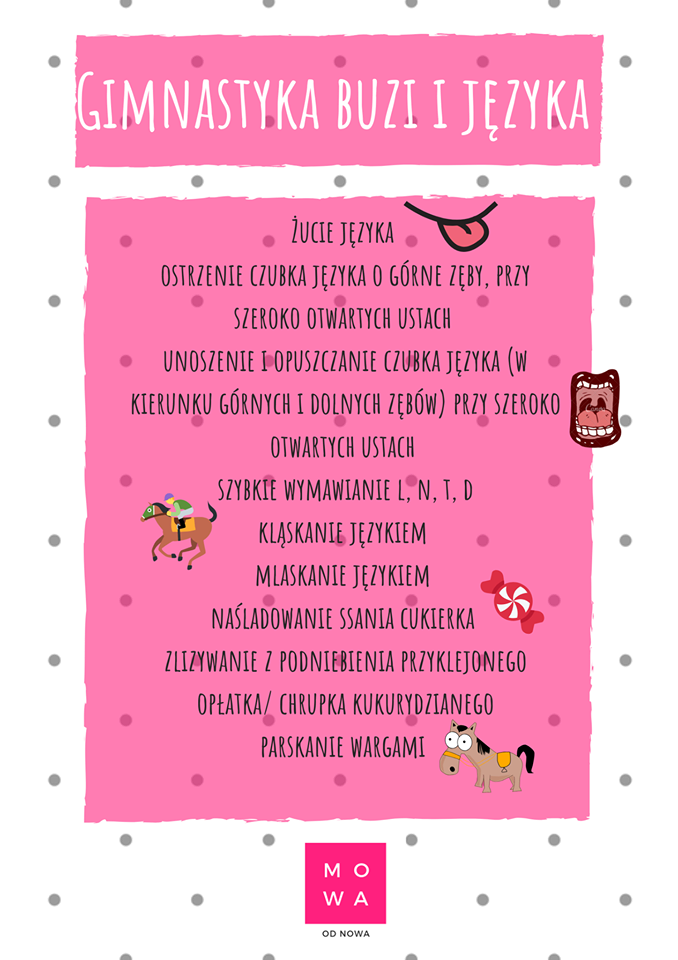 GIMNASTYKA BUZI I JĘZYKA
ŻUCIE JĘZYKA
OSTRZENIE CZUBKA JĘZYKA O GÓRNE ZĘBY, PRZY
SZEROKO OTWARTYCH USTACH
UNOSZENIE I OPUSZCZANIE CZUBKA JĘZYKA (W
KIERUNKU GÓRNYCH I DOLNYCH ZĘBÓW) PRZY SZEROKO
OTWARTYCH USTACH
SZYBKIE WYMAWIANIE L, N, T, D
KLĄSKANIE JĘZYKIEM
MLASKANIE JĘZYKIEM
NAŚLADOWANIE SSANIA CUKIERKA
ZLIZYWANIE Z PODNIEBIENIA PRZYKLEJONEGO
OPŁATKA/ CHRUPKA KUKURYDZIANEGO
PARSKANIE WARGAMI
MO
WA
OD NOWA